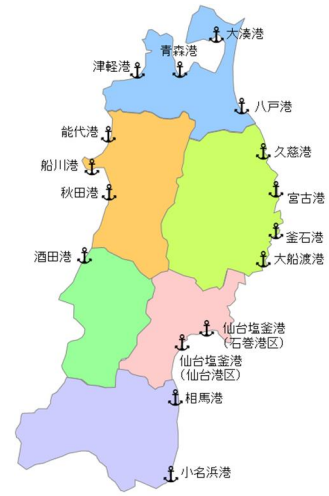 大湊港
青森港
津軽港
八戸港
能代港
久慈港
船川港
宮古港
秋田港
釜石港
酒田港
大船渡港
仙台塩釜港
(石巻港区)
仙台塩釜港
(仙台港区)
相馬港
小名浜港